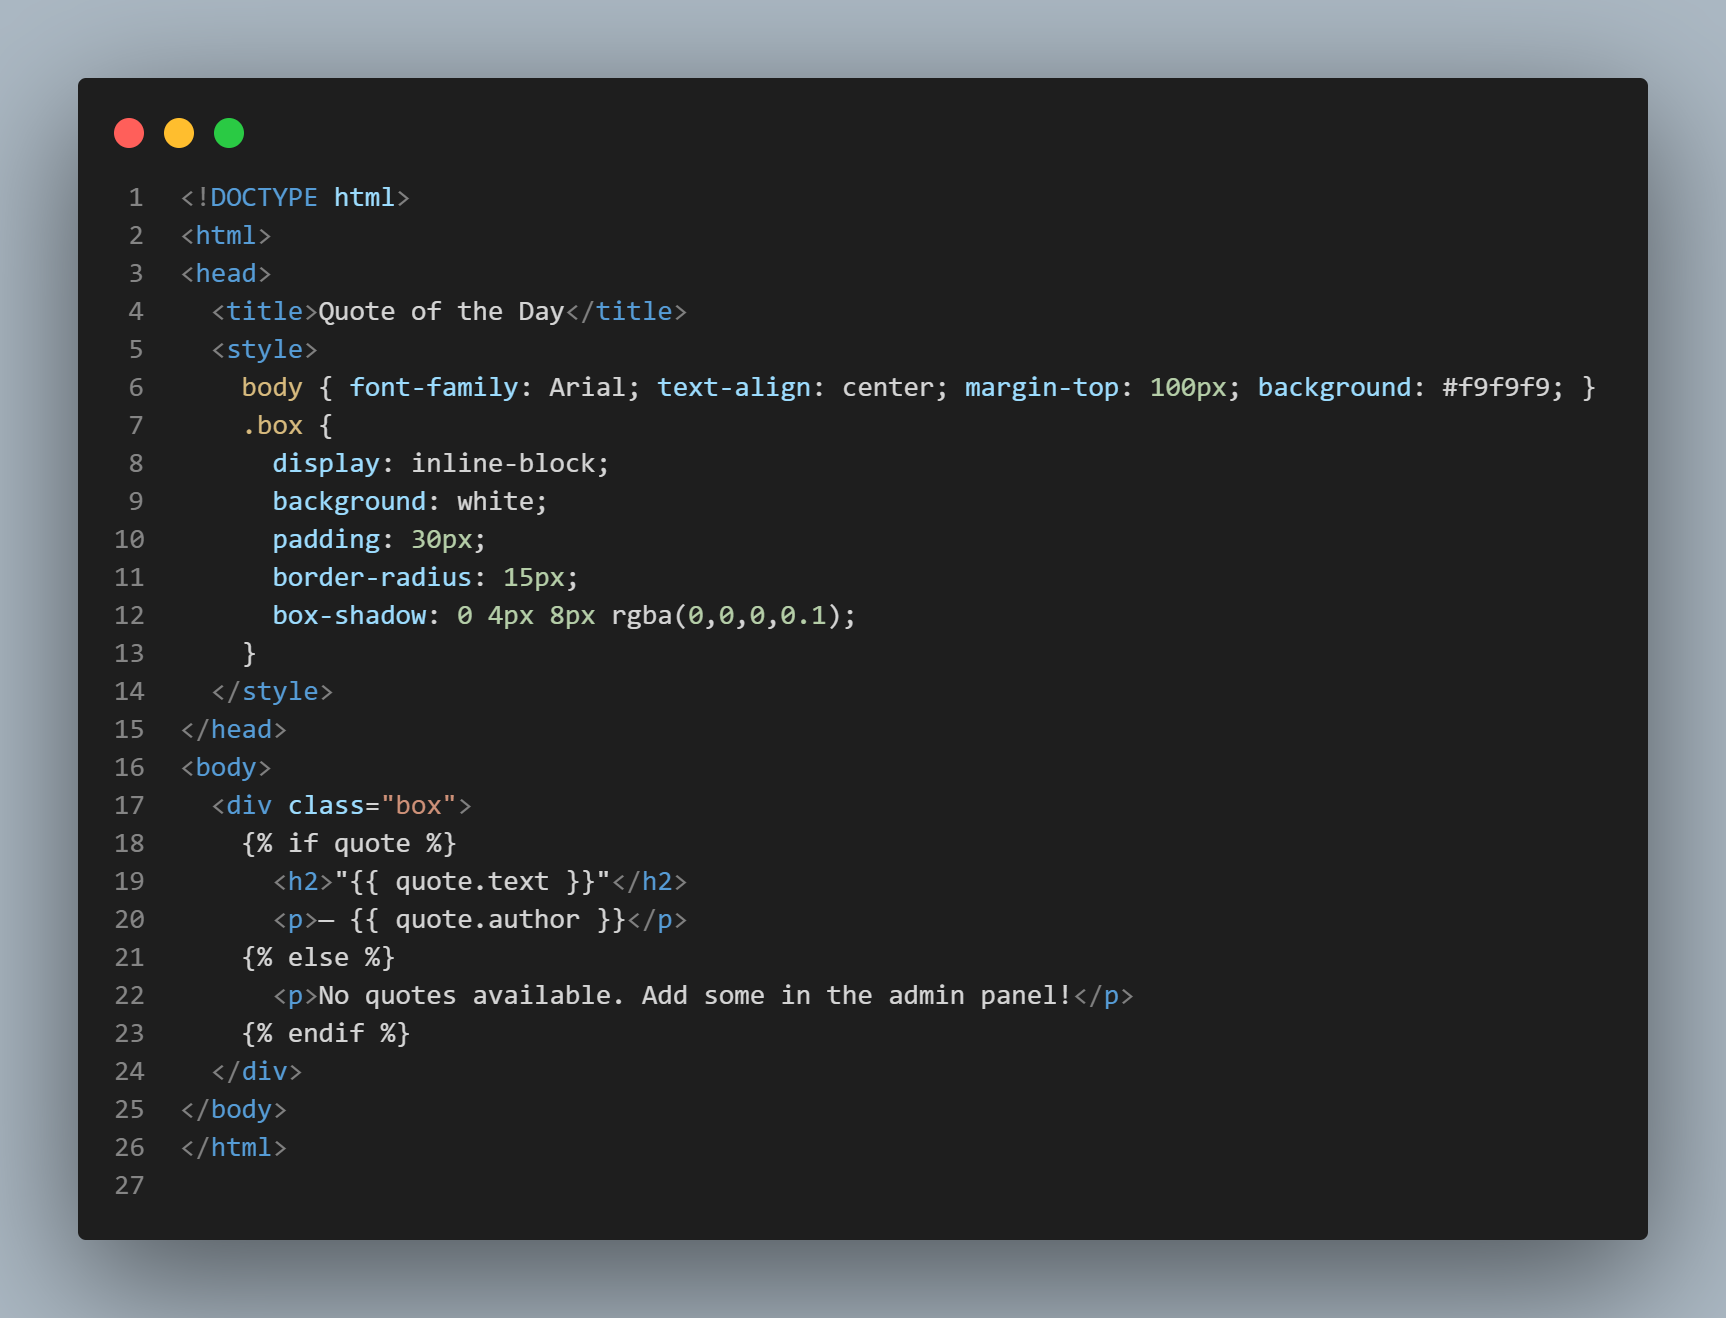 1 <!DOCTYPE html>
2 <html>
3 <head>
4   <title>Quote of the Day</title>
5   <style>
6     body { font-family: Arial; text-align: center; margin-top: 100px; background: #f9f9f9; }
7     .box {
8       display: inline-block;
9       background: white;
10       padding: 30px;
11       border-radius: 15px;
12       box-shadow: 0 4px 8px rgba(0,0,0,0.1);
13     }
14   </style>
15 </head>
16 <body>
17   <div class="box">
18     {% if quote %}
19       <h2>"{{ quote.text }}"</h2>
20       <p>— {{ quote.author }}</p>
21     {% else %}
22       <p>No quotes available. Add some in the admin panel!</p>
23     {% endif %}
24   </div>
25 </body>
26 </html>
27